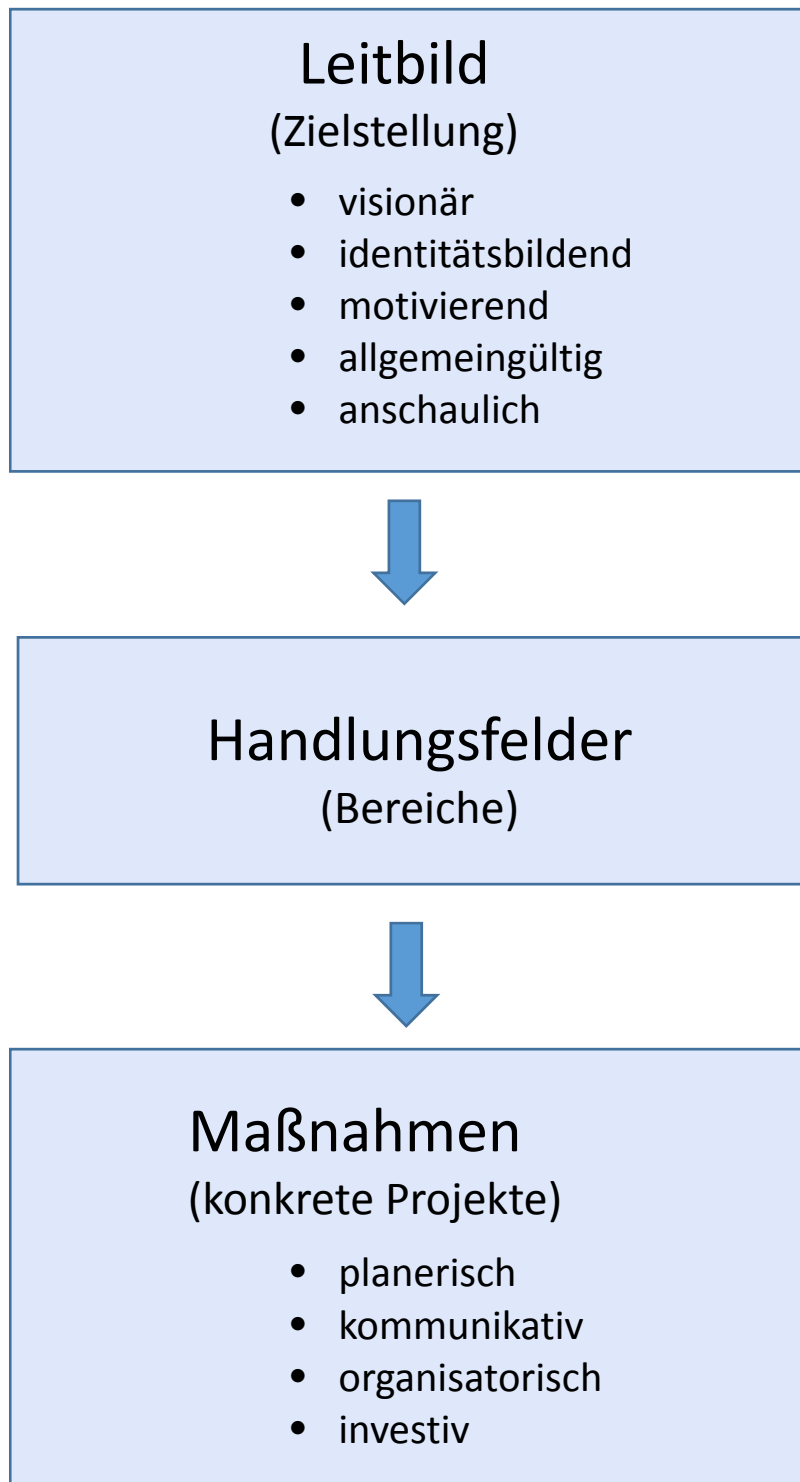 Leitbild
(Zielstellung)
• visionär
• identitätsbildend
• motivierend
• allgemeingültig
• anschaulich
Handlungsfelder
(Bereiche)
Maßnahmen
(konkrete Projekte)
• planerisch
• kommunikativ
• organisatorisch
• investiv